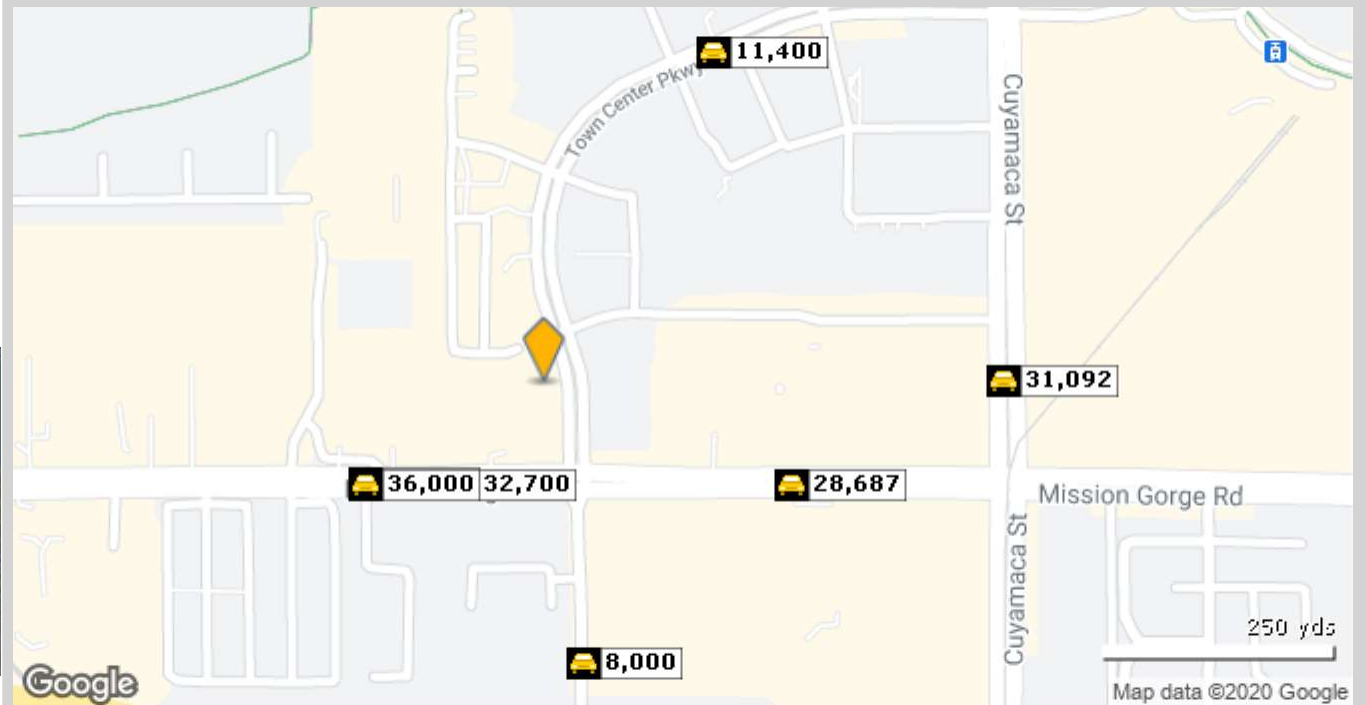 11,400
Town Center Pkwy
Cuyamaca St
31,092
36,000
32,700
28,687
Mission Gorge Rd
Cuyamaca St
250 yds
8,000
Google
Map data ©2020 Google